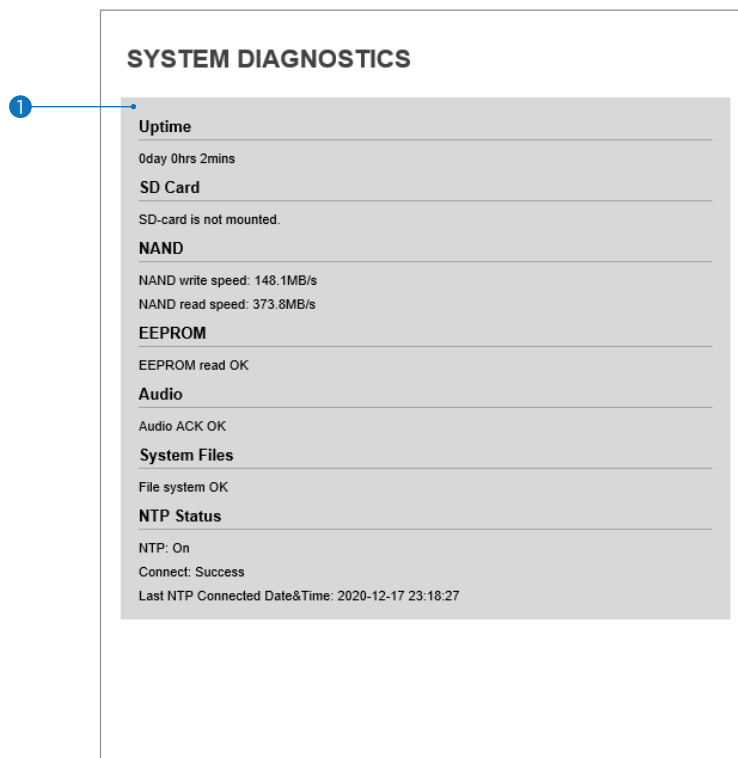 SYSTEM DIAGNOSTICS
1
Uptime
0day 0hrs 2mins
SD Card
SD-card is not mounted.
NAND
NAND write speed: 148.1MB/s
NAND read speed: 373.8MB/s
EEPROM
EEPROM read OK
Audio
Audio ACK OK
System Files
File system OK
NTP Status
NTP: On
Connect: Success
Last NTP Connected Date&Time: 2020-12-17 23:18:27